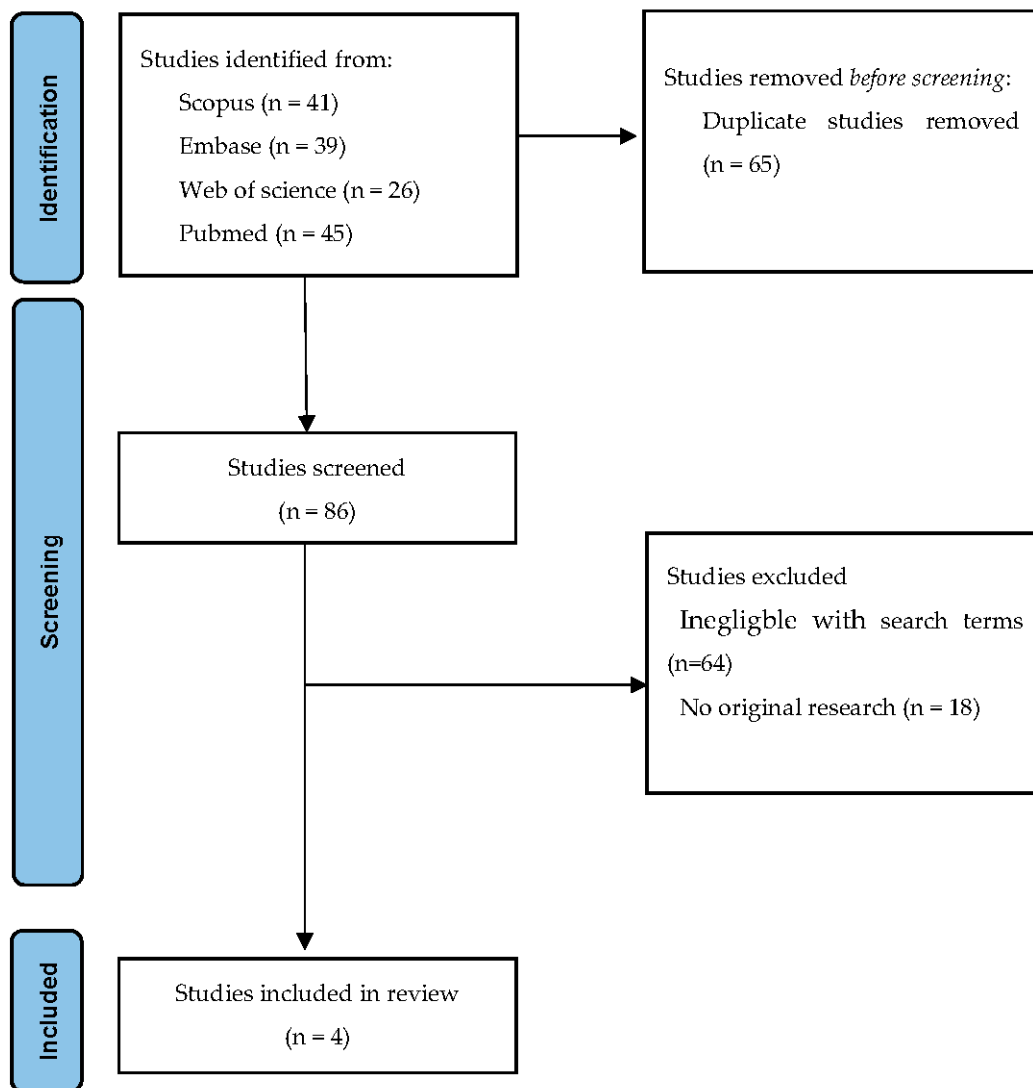 Identification
Studies identified from:
Scopus (n = 41)
Embase (n = 39)
Web of science (n = 26)
Pubmed (n = 45)
Studies removed before screening:
Duplicate studies removed
(n = 65)
Screening
Studies screened
(n = 86)
Studies excluded
Inegligble with search terms
(n=64)
No original research (n = 18)
Included
Studies included in review
(n = 4)